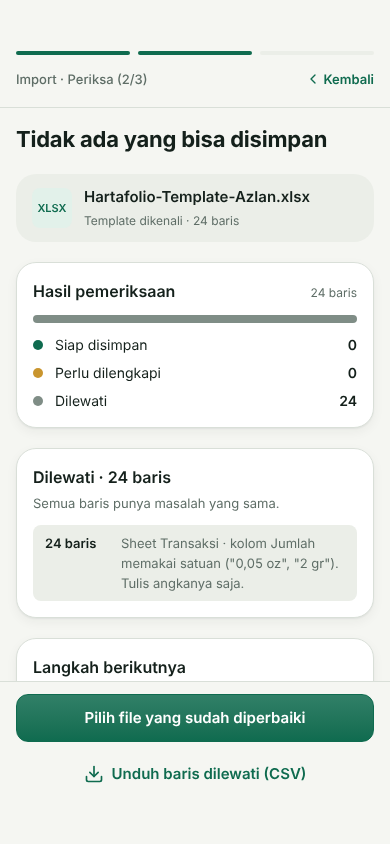 Import · Periksa (2/3)
Kembali
Tidak ada yang bisa disimpan
XLSX
Hartafolio-Template-Azlan.xlsx
Template dikenali · 24 baris
Hasil pemeriksaan
24 baris
Siap disimpan
0
Perlu dilengkapi
0
Dilewati
24
Dilewati · 24 baris
Semua baris punya masalah yang sama.
24 baris
Sheet Transaksi · kolom Jumlah
memakai satuan ("0,05 oz", "2 gr").
Tulis angkanya saja.
Langkah berikutnya
Pilih file yang sudah diperbaiki
Unduh baris dilewati (CSV)